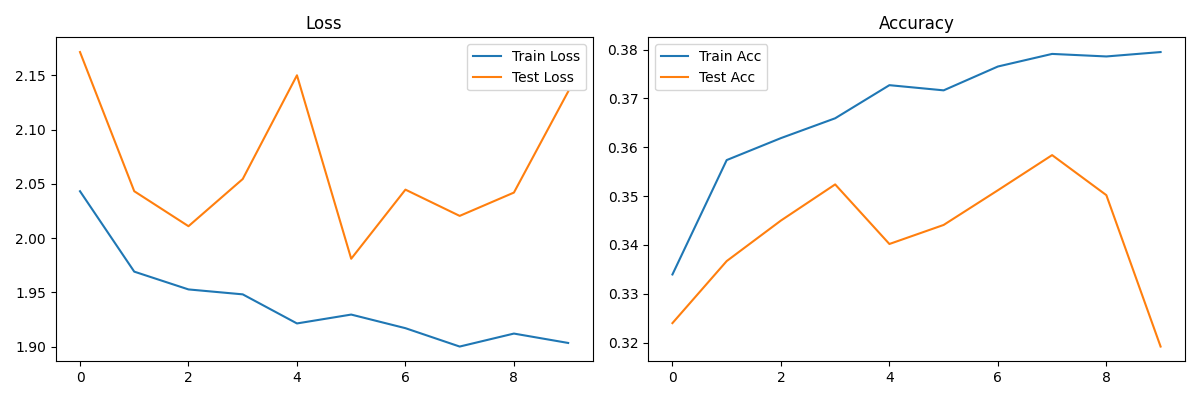 Loss
2.15
2.10
2.05
2.00
1.95
1.90
0 2 4 6 8
Train Loss
Test Loss
Accuracy
0.38
0.37
0.36
0.35
0.34
0.33
0.32
0 2 4 6 8
Train Acc
Test Acc